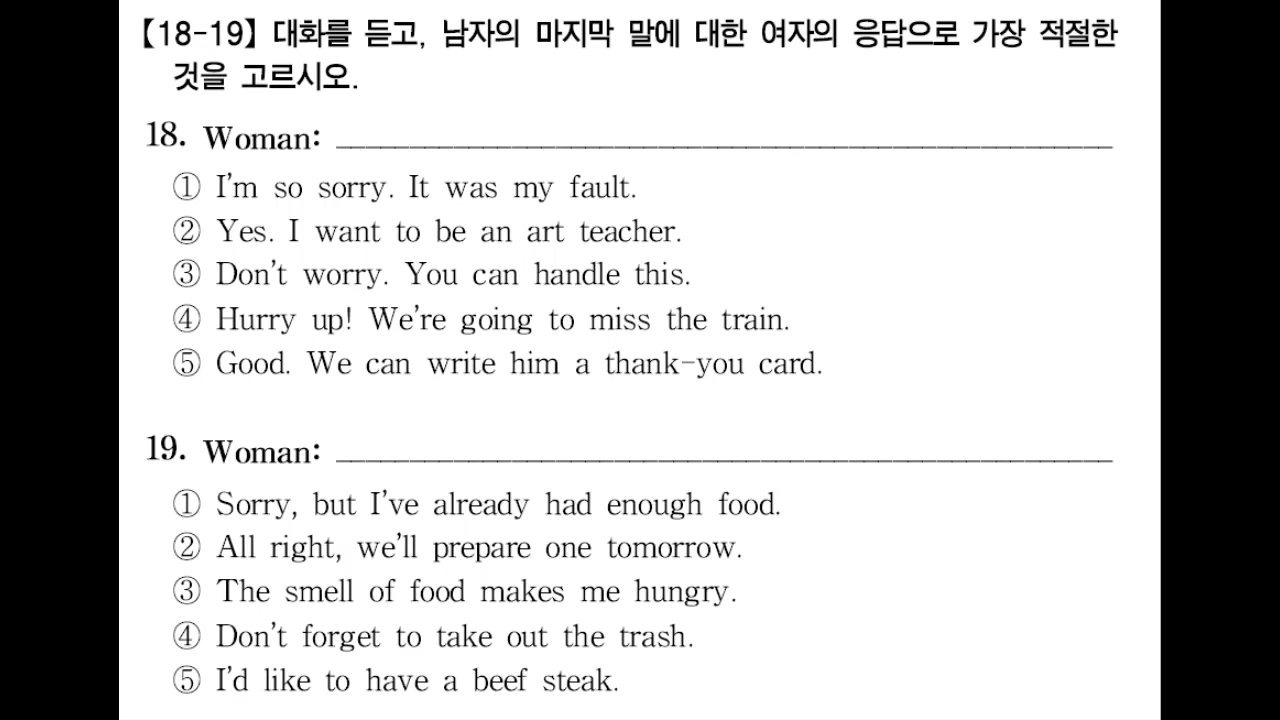 【18-19】 대화를 듣고, 남자의 마지막 말에 대한 여자의 응답으로 가장 적절한
것을 고르시오.
18. Woman: ______________________________________________
① I'm so sorry. It was my fault.
② Yes. I want to be an art teacher.
③ Don't worry. You can handle this.
④ Hurry up! We're going to miss the train.
⑤ Good. We can write him a thank-you card.
19. Woman: ______________________________________________
① Sorry, but I've already had enough food.
② All right, we'll prepare one tomorrow.
③ The smell of food makes me hungry.
④ Don't forget to take out the trash.
⑤ I'd like to have a beef steak.